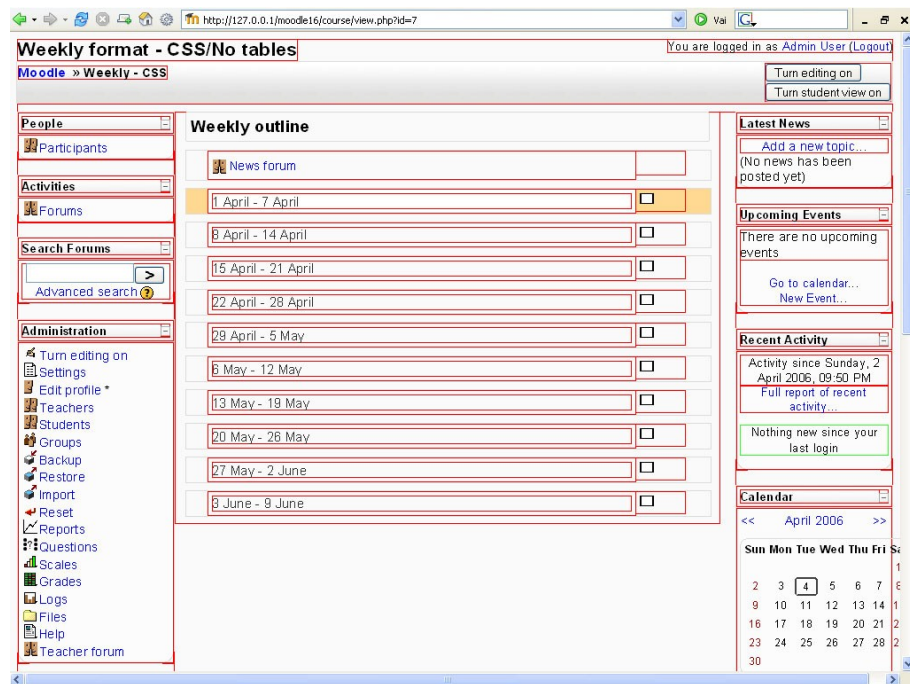 http://127.0.0.1/moodle16/course/view.php?id=7
Vai
Weekly format - CSS/No tables
You are logged in as Admin User (Logout)
Moodle » Weekly - CSS
Turn editing on
Turn student view on
People
Participants
Activities
Forums
Search Forums
>
Advanced search ?
Administration
Turn editing on
Settings
Edit profile *
Teachers
Students
Groups
Backup
Restore
Import
Reset
Reports
Questions
Scales
Grades
Logs
Files
Help
Teacher forum
Weekly outline
News forum
1 April - 7 April
8 April - 14 April
15 April - 21 April
22 April - 28 April
29 April - 5 May
6 May - 12 May
13 May - 19 May
20 May - 26 May
27 May - 2 June
3 June - 9 June
Latest News
Add a new topic...
(No news has been
posted yet)
Upcoming Events
There are no upcoming
events
Go to calendar...
New Event...
Recent Activity
Activity since Sunday, 2
April 2006, 09:50 PM
Full report of recent
activity...
Nothing new since your
last login
Calendar
<< April 2006 >>
Sun Mon Tue Wed Thu Fri
1
2 3 4 5 6 7 8
9 10 11 12 13 14
16 17 18 19 20 21
23 24 25 26 27 28
30